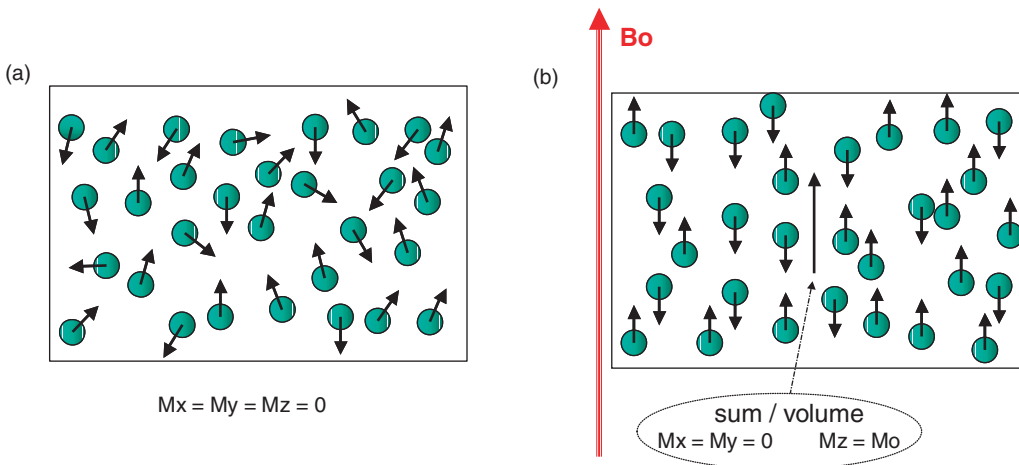 (a)
Mx = My = Mz = 0
Bo
(b)
sum / volume
Mx = My = 0 Mz = Mo